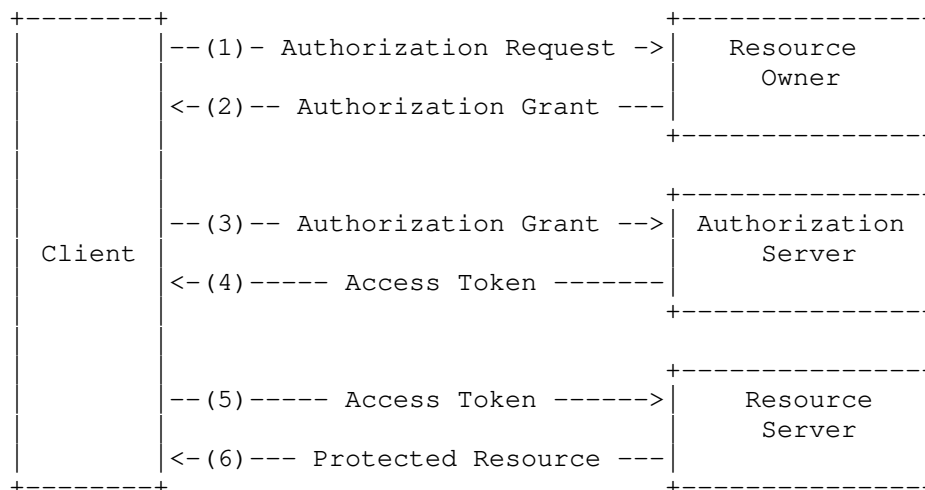 --(1)- Authorization Request ->| Resource
Owner
<-(2)-- Authorization Grant ---
--(3)-- Authorization Grant -->| Authorization
Client Server
<-(4)----- Access Token -------
--(5)----- Access Token ------>| Resource
Server
<-(6)--- Protected Resource ---